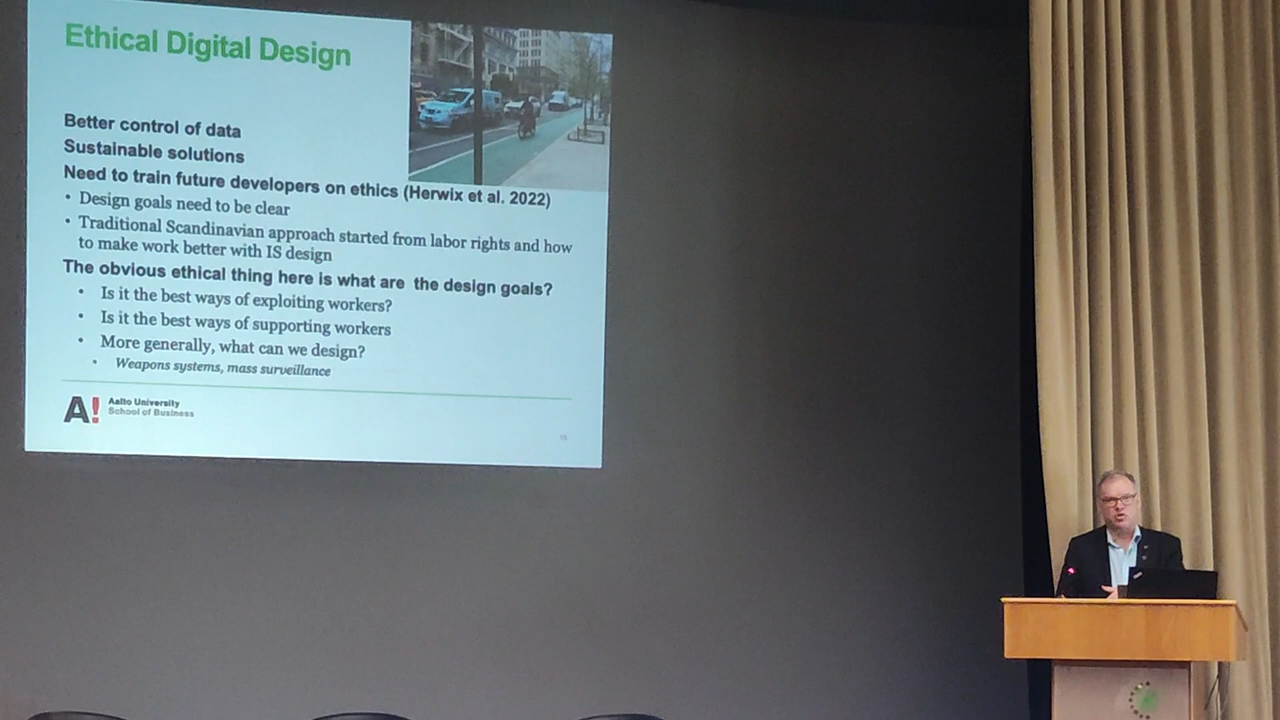 Ethical Digital Design
Better control of data
Sustainable solutions
Need to train future developers on ethics (Herwix et al. 2022)
• Design goals need to be clear
• Traditional Scandinavian approach started from labor rights and how
to make work better with IS design
The obvious ethical thing here is what are the design goals?
• Is it the best ways of exploiting workers?
• Is it the best ways of supporting workers
• More generally, what can we design?
• Weapons systems, mass surveillance
A!
Aalto University
School of Business